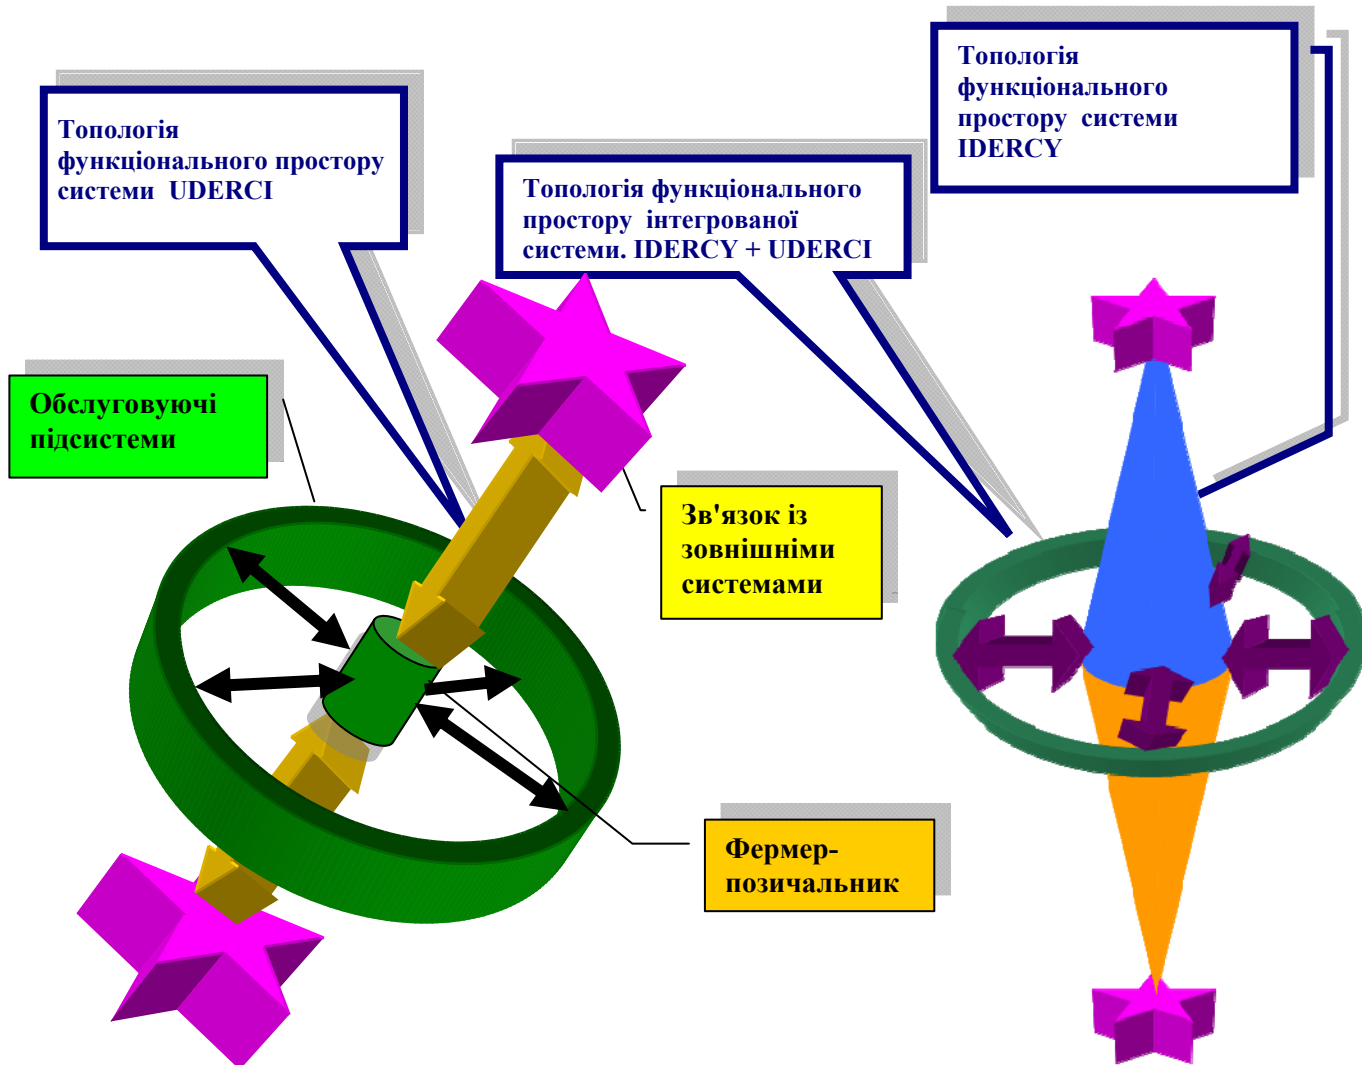 Топологія
функціонального простору
системи UDERCI
Топологія функціонального
простору інтегрованої
системи. IDERCY + UDERCI
Топологія
функціонального
простору системи
IDERCY
Обслуговуючі
підсистеми
Зв'язок із
зовнішніми
системами
Фермер-
позичальник